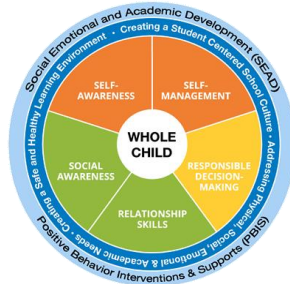 Social Emotional and Academic Development (SEAD)
Creating a Safe and Healthy Learning Environment • Creating a Student Centered School Culture • Addressing Physical, Social, Emotional & Academic Needs •
SELF-
AWARENESS
SELF-
MANAGEMENT
WHOLE
CHILD
SOCIAL
AWARENESS
RESPONSIBLE
DECISION-
MAKING
RELATIONSHIP
SKILLS
Positive Behavior Interventions & Supports (PBIS)